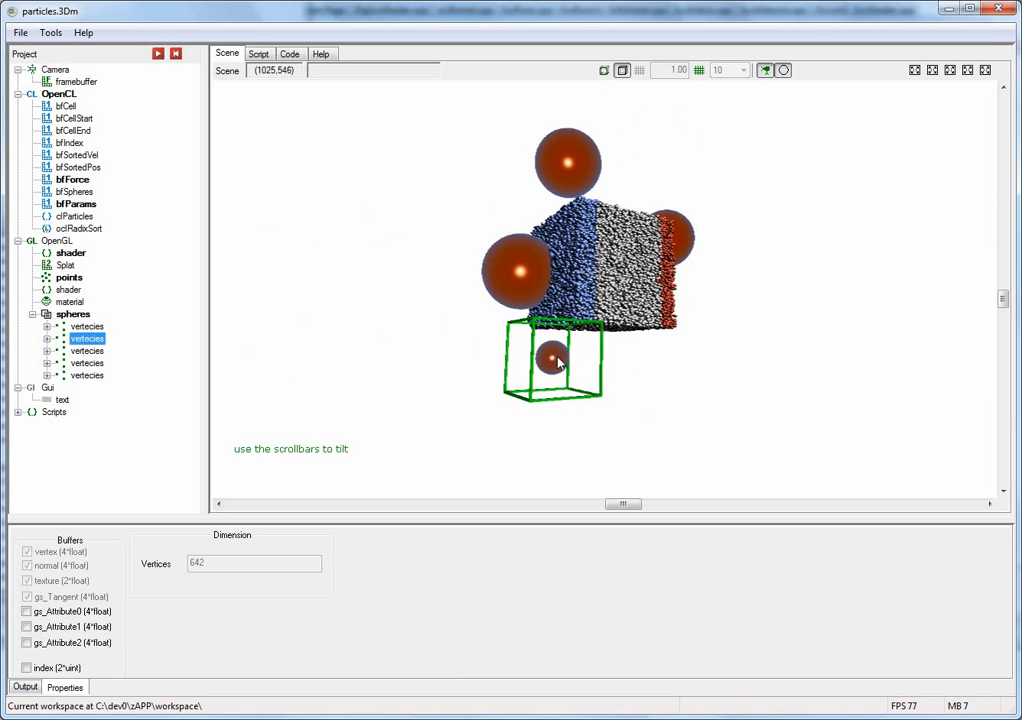 particles.3Dm
File Tools Help
Project
Camera
framebuffer
CL OpenCL
bfCell
bfCellStart
bfCellEnd
bfIndex
bfSortedVel
bfSortedPos
bfForce
bfSpheres
bfParams
clParticles
oclRadixSort
GL OpenGL
shader
Splat
points
shader
material
spheres
vertecies
vertecies
vertecies
vertecies
vertecies
GI Gui
text
Scripts
Scene Script Code Help
Scene (1025,546) 1.00 10
use the scrollbars to tilt
Buffers
vertex (4*float)
normal (4*float)
texture (2*float)
gs_Tangent (4*float)
gs_Attribute0 (4*float)
gs_Attribute1 (4*float)
gs_Attribute2 (4*float)
index (2*uint)
Dimension
Vertices 642
Output Properties
Current workspace at C:\dev0\zAPP\workspace\ FPS 77 MB 7